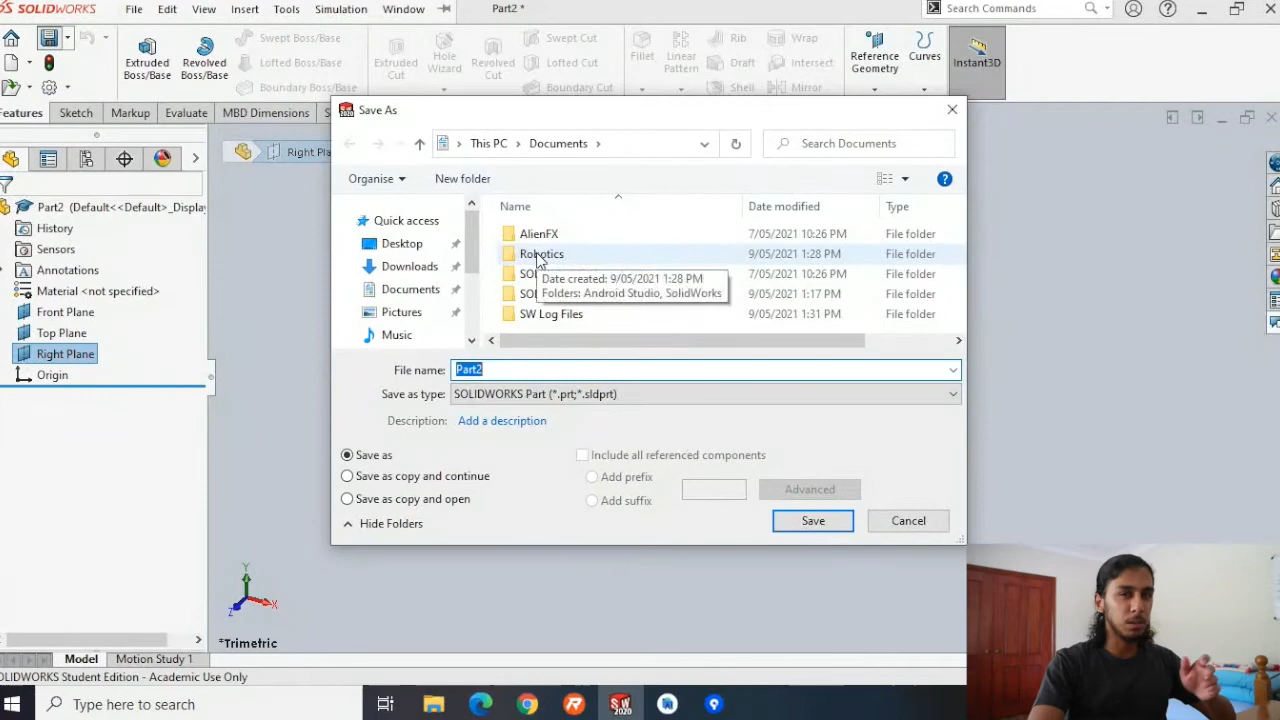 SOLIDWORKS File Edit View Insert Tools Simulation Window Part2 * Search Commands
Extruded Boss/Base
Revolved Boss/Base
Swept Boss/Base
Lofted Boss/Base
Boundary Boss/Base
Extruded Cut
Hole Wizard
Revolved Cut
Swept Cut
Lofted Cut
Boundary Cut
Fillet
Linear Pattern
Rib
Draft
Shell
Wrap
Intersect
Mirror
Reference Geometry
Curves
Instant3D
Features Sketch Markup Evaluate MBD Dimensions
Part2 (Default<<Default>_Display
History
Sensors
Annotations
Material <not specified>
Front Plane
Top Plane
Right Plane
Origin
Right Pla
SW 2020 Save As
This PC > Documents > Search Documents
Organise New folder
Quick access
Desktop
Downloads
Documents
Pictures
Music
Name Date modified Type
AlienFX 7/05/2021 10:26 PM File folder
Robotics 9/05/2021 1:28 PM File folder
7/05/2021 10:26 PM File folder
9/05/2021 1:17 PM File folder
SW Log Files 9/05/2021 1:31 PM File folder
Date created: 9/05/2021 1:28 PM
Folders: Android Studio, SolidWorks
File name: Part2
Save as type: SOLIDWORKS Part (*.prt;*.sldprt)
Description: Add a description
Save as
Save as copy and continue
Save as copy and open
Include all referenced components
Add prefix
Add suffix
Advanced
Hide Folders
Save Cancel
Y
X
Z
*Trimetric
Model Motion Study 1
SOLIDWORKS Student Edition - Academic Use Only
Type here to search
SW 2020